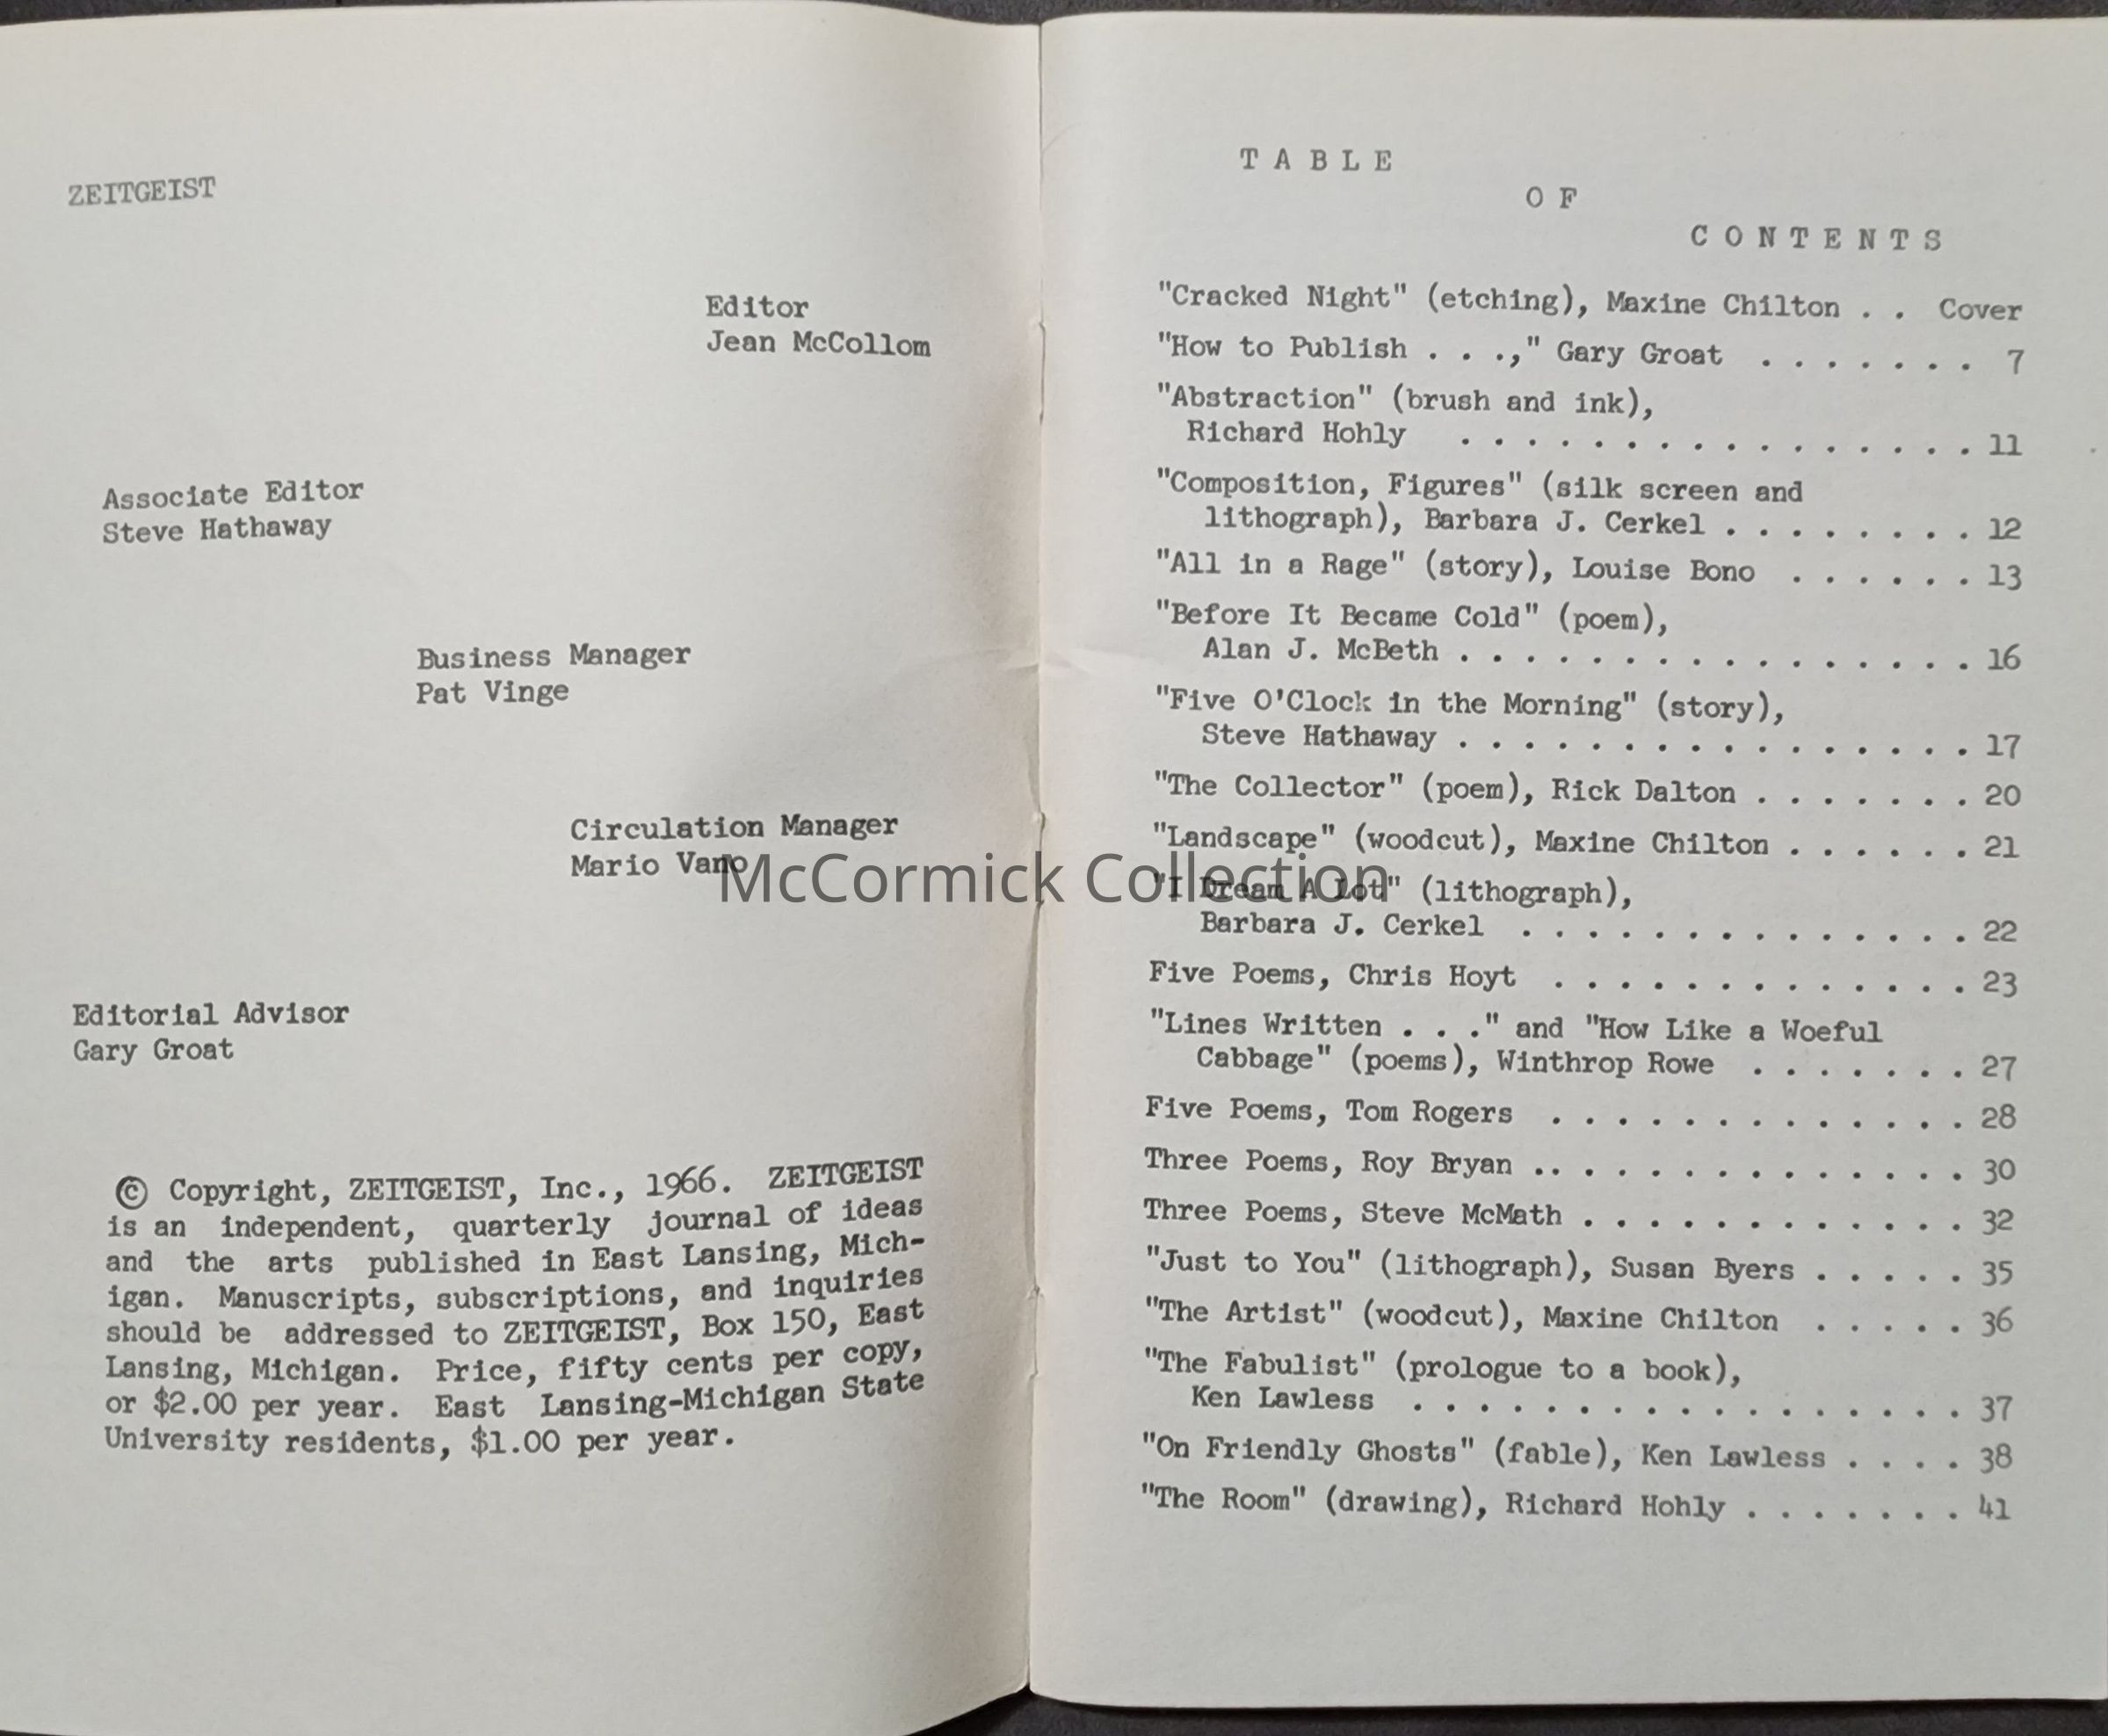 ZEITGEIST
Editor
Jean McCollom
Associate Editor
Steve Hathaway
Business Manager
Pat Vinge
Circulation Manager
Mario Vano
Editorial Advisor
Gary Groat
© Copyright, ZEITGEIST, Inc., 1966. ZEITGEIST
is an independent, quarterly journal of ideas
and the arts published in East Lansing, Mich-
igan. Manuscripts, subscriptions, and inquiries
should be addressed to ZEITGEIST, Box 150, East
Lansing, Michigan. Price, fifty cents per copy,
or $2.00 per year. East Lansing-Michigan State
University residents, $1.00 per year.
McCormick Collection
T A B L E
O F
C O N T E N T S
"Cracked Night" (etching), Maxine Chilton . . Cover
"How to Publish . . .," Gary Groat . . . . . . . 7
"Abstraction" (brush and ink),
Richard Hohly . . . . . . . . . . . . . . . . 11
"Composition, Figures" (silk screen and
lithograph), Barbara J. Cerkel . . . . . . . . 12
"All in a Rage" (story), Louise Bono . . . . . . 13
"Before It Became Cold" (poem),
Alan J. McBeth . . . . . . . . . . . . . . . . 16
"Five O'Clock in the Morning" (story),
Steve Hathaway . . . . . . . . . . . . . . . . 17
"The Collector" (poem), Rick Dalton . . . . . . . 20
"Landscape" (woodcut), Maxine Chilton . . . . . . 21
"I Dream A Lot" (lithograph),
Barbara J. Cerkel . . . . . . . . . . . . . . 22
Five Poems, Chris Hoyt . . . . . . . . . . . . . 23
"Lines Written . . ." and "How Like a Woeful
Cabbage" (poems), Winthrop Rowe . . . . . . . 27
Five Poems, Tom Rogers . . . . . . . . . . . . . 28
Three Poems, Roy Bryan .. . . . . . . . . . . . . 30
Three Poems, Steve McMath . . . . . . . . . . . . 32
"Just to You" (lithograph), Susan Byers . . . . . 35
"The Artist" (woodcut), Maxine Chilton . . . . . 36
"The Fabulist" (prologue to a book),
Ken Lawless . . . . . . . . . . . . . . . . . 37
"On Friendly Ghosts" (fable), Ken Lawless . . . . 38
"The Room" (drawing), Richard Hohly . . . . . . . 41